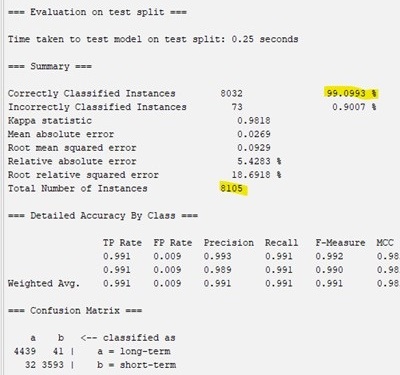 === Evaluation on test split ===
Time taken to test model on test split: 0.25 seconds
=== Summary ===
Correctly Classified Instances 8032 99.0993 %
Incorrectly Classified Instances 73 0.9007 %
Kappa statistic 0.9818
Mean absolute error 0.0269
Root mean squared error 0.0929
Relative absolute error 5.4283 %
Root relative squared error 18.6918 %
Total Number of Instances 8105
=== Detailed Accuracy By Class ===
TP Rate FP Rate Precision Recall F-Measure MCC
0.991 0.009 0.993 0.991 0.992 0.98
0.991 0.009 0.989 0.991 0.990 0.98
Weighted Avg. 0.991 0.009 0.991 0.991 0.991 0.98
=== Confusion Matrix ===
a b <-- classified as
4439 41 | a = long-term
32 3593 | b = short-term